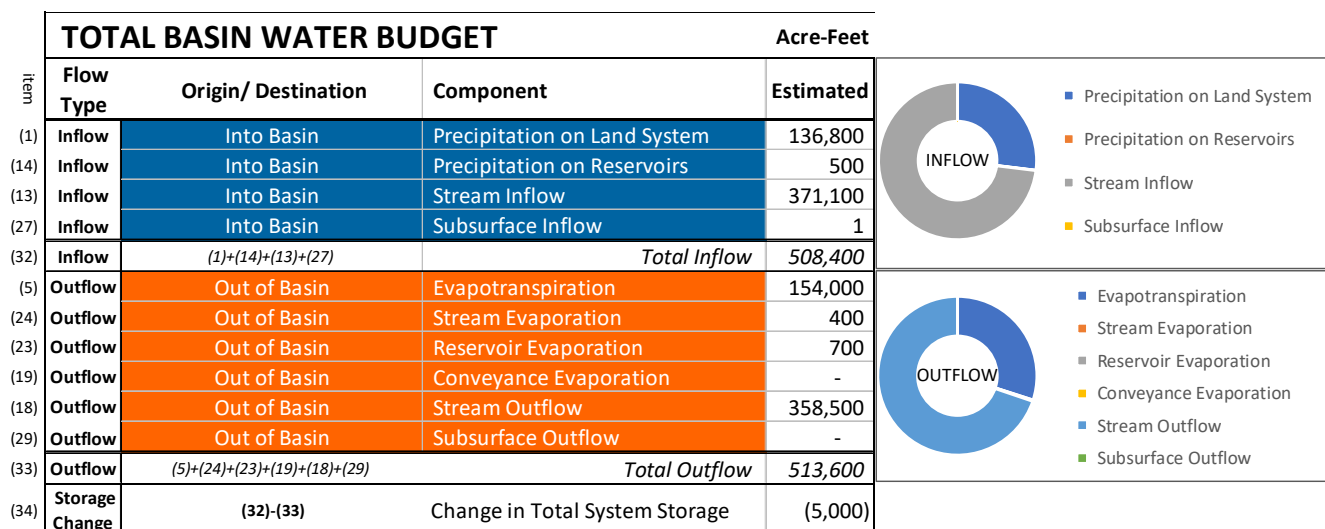 TOTAL BASIN WATER BUDGET Acre-Feet
item Flow Type Origin/ Destination Component Estimated
(1) Inflow Into Basin Precipitation on Land System 136,800
(14) Inflow Into Basin Precipitation on Reservoirs 500
(13) Inflow Into Basin Stream Inflow 371,100
(27) Inflow Into Basin Subsurface Inflow 1
(32) Inflow (1)+(14)+(13)+(27) Total Inflow 508,400
(5) Outflow Out of Basin Evapotranspiration 154,000
(24) Outflow Out of Basin Stream Evaporation 400
(23) Outflow Out of Basin Reservoir Evaporation 700
(19) Outflow Out of Basin Conveyance Evaporation -
(18) Outflow Out of Basin Stream Outflow 358,500
(29) Outflow Out of Basin Subsurface Outflow -
(33) Outflow (5)+(24)+(23)+(19)+(18)+(29) Total Outflow 513,600
(34) Storage Change (32)-(33) Change in Total System Storage (5,000)
INFLOW
Precipitation on Land System
Precipitation on Reservoirs
Stream Inflow
Subsurface Inflow
OUTFLOW
Evapotranspiration
Stream Evaporation
Reservoir Evaporation
Conveyance Evaporation
Stream Outflow
Subsurface Outflow